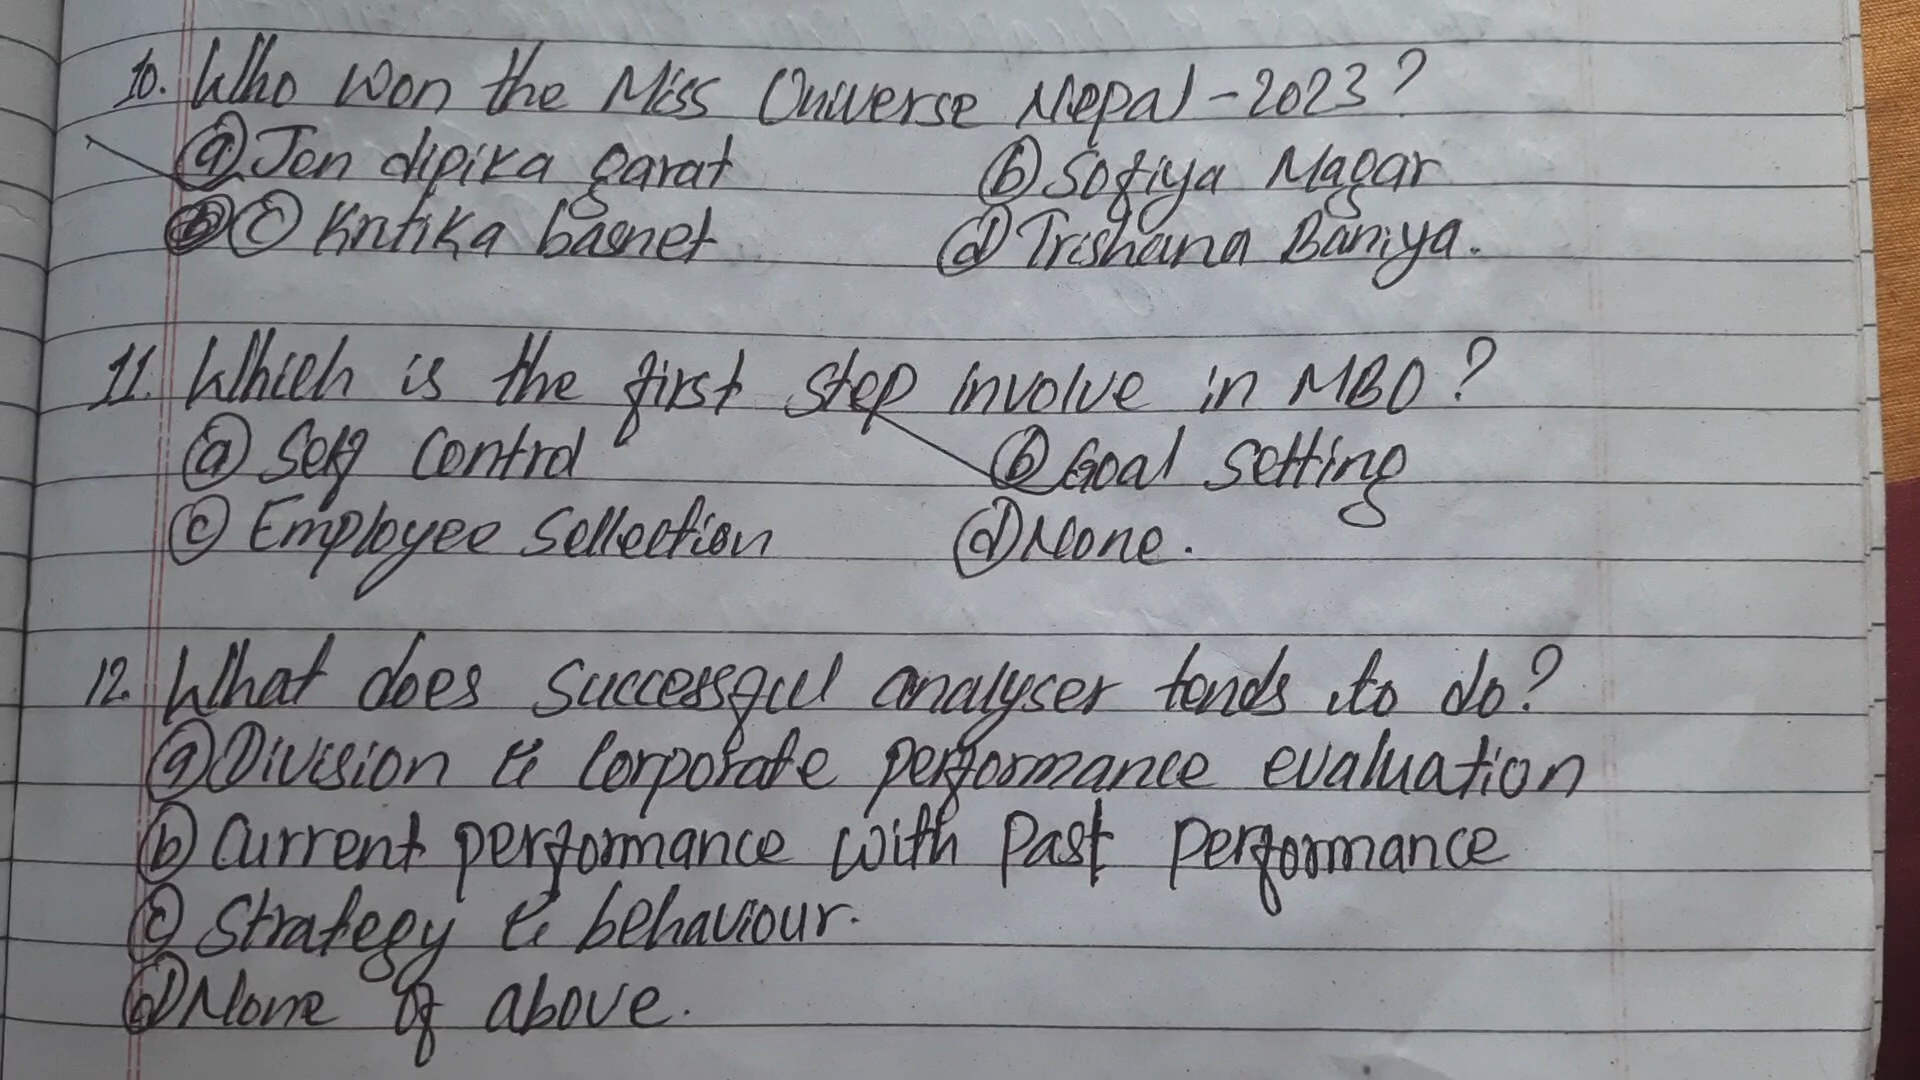 10. Who won the Miss Universe Nepal - 2023?
(a) Jen dipika garat (b) Sofiya Magar
(c) Kritika basnet (d) Trishana Baniya.
11. Which is the first step involve in MBO?
(a) Self control (b) Goal setting
(c) Employee Sellection (d) None.
12. What does successful analyser tends to do?
(a) Division & Corporate performance evaluation
(b) Current performance with Past Performance
(c) Strategy & behaviour.
(d) None of above.